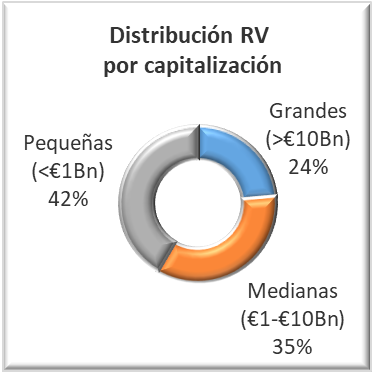 Distribución RV
por capitalización
Grandes
(>€10Bn)
24%
Pequeñas
(<€1Bn)
42%
Medianas
(€1-€10Bn)
35%